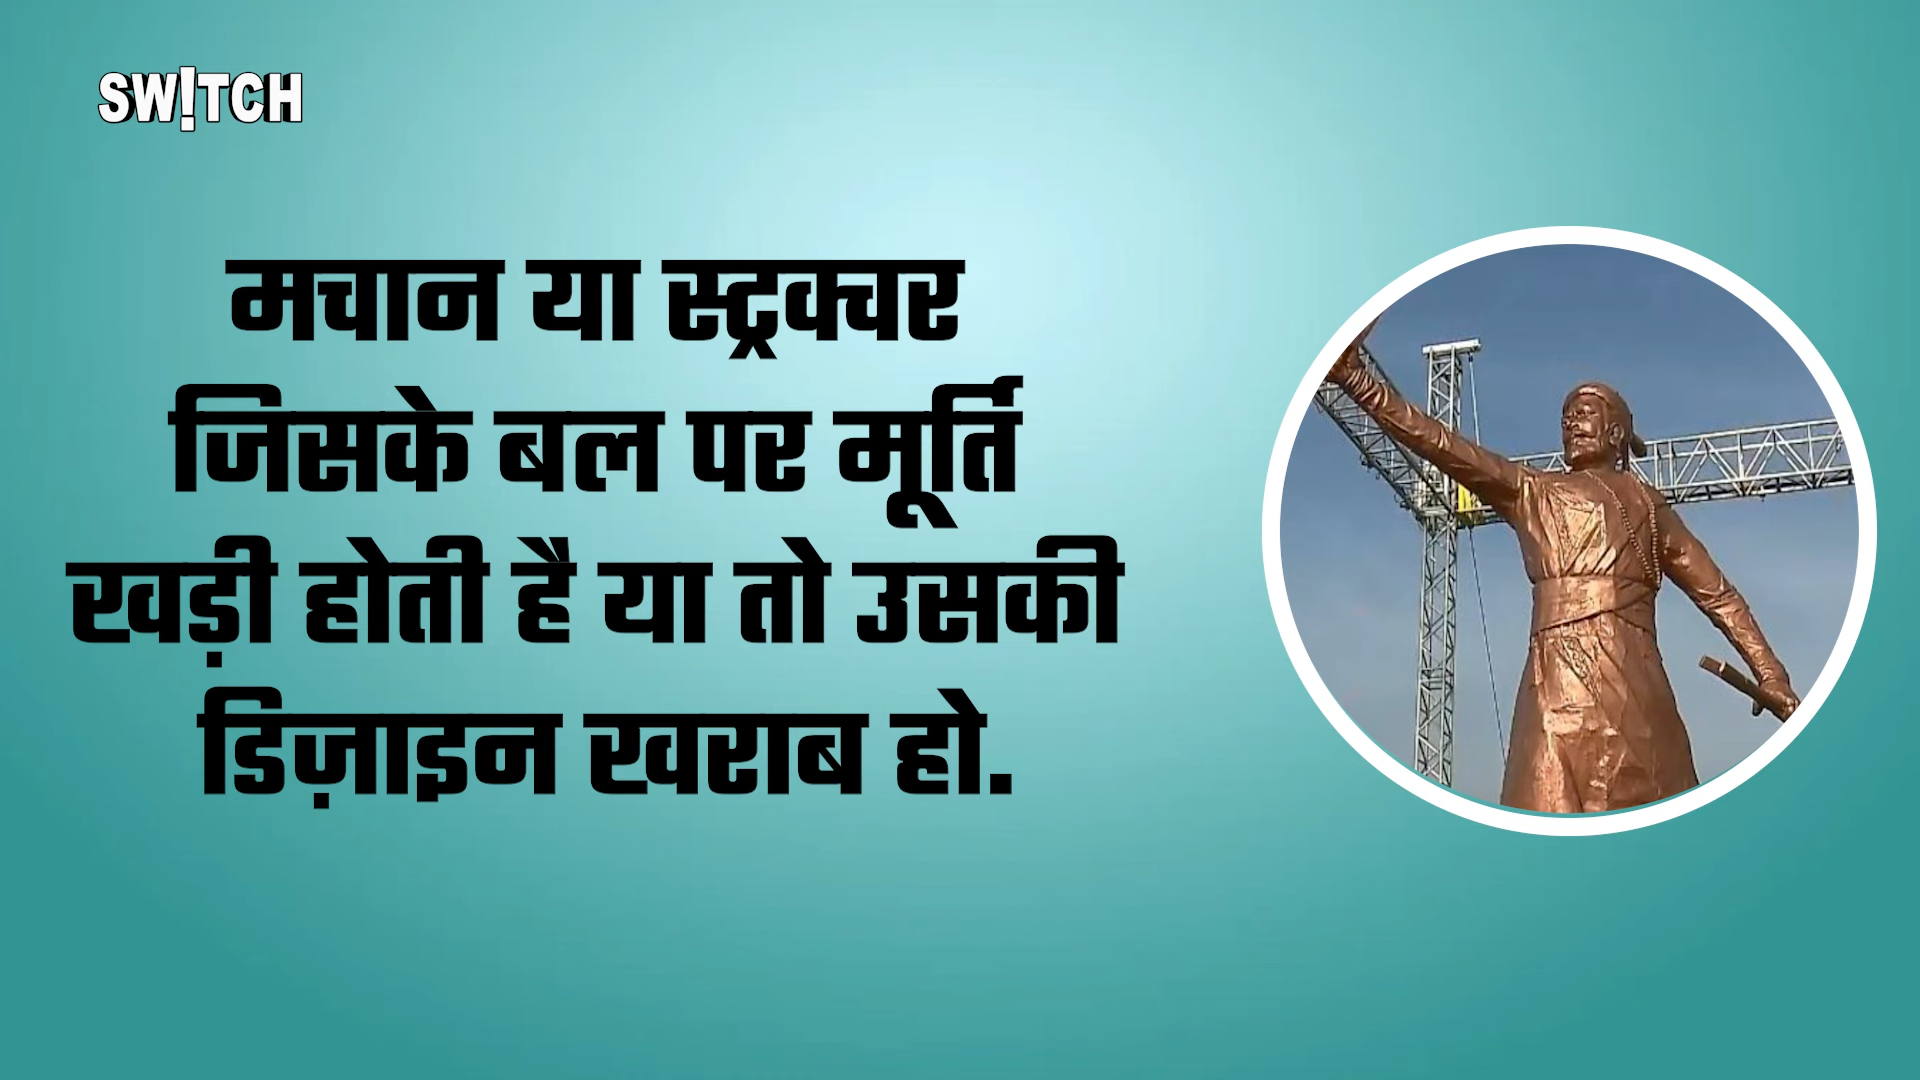 SW!TCH
मचान या स्ट्रक्चर
जिसके बल पर मूर्ति
खड़ी होती है या तो उसकी
डिज़ाइन खराब हो.